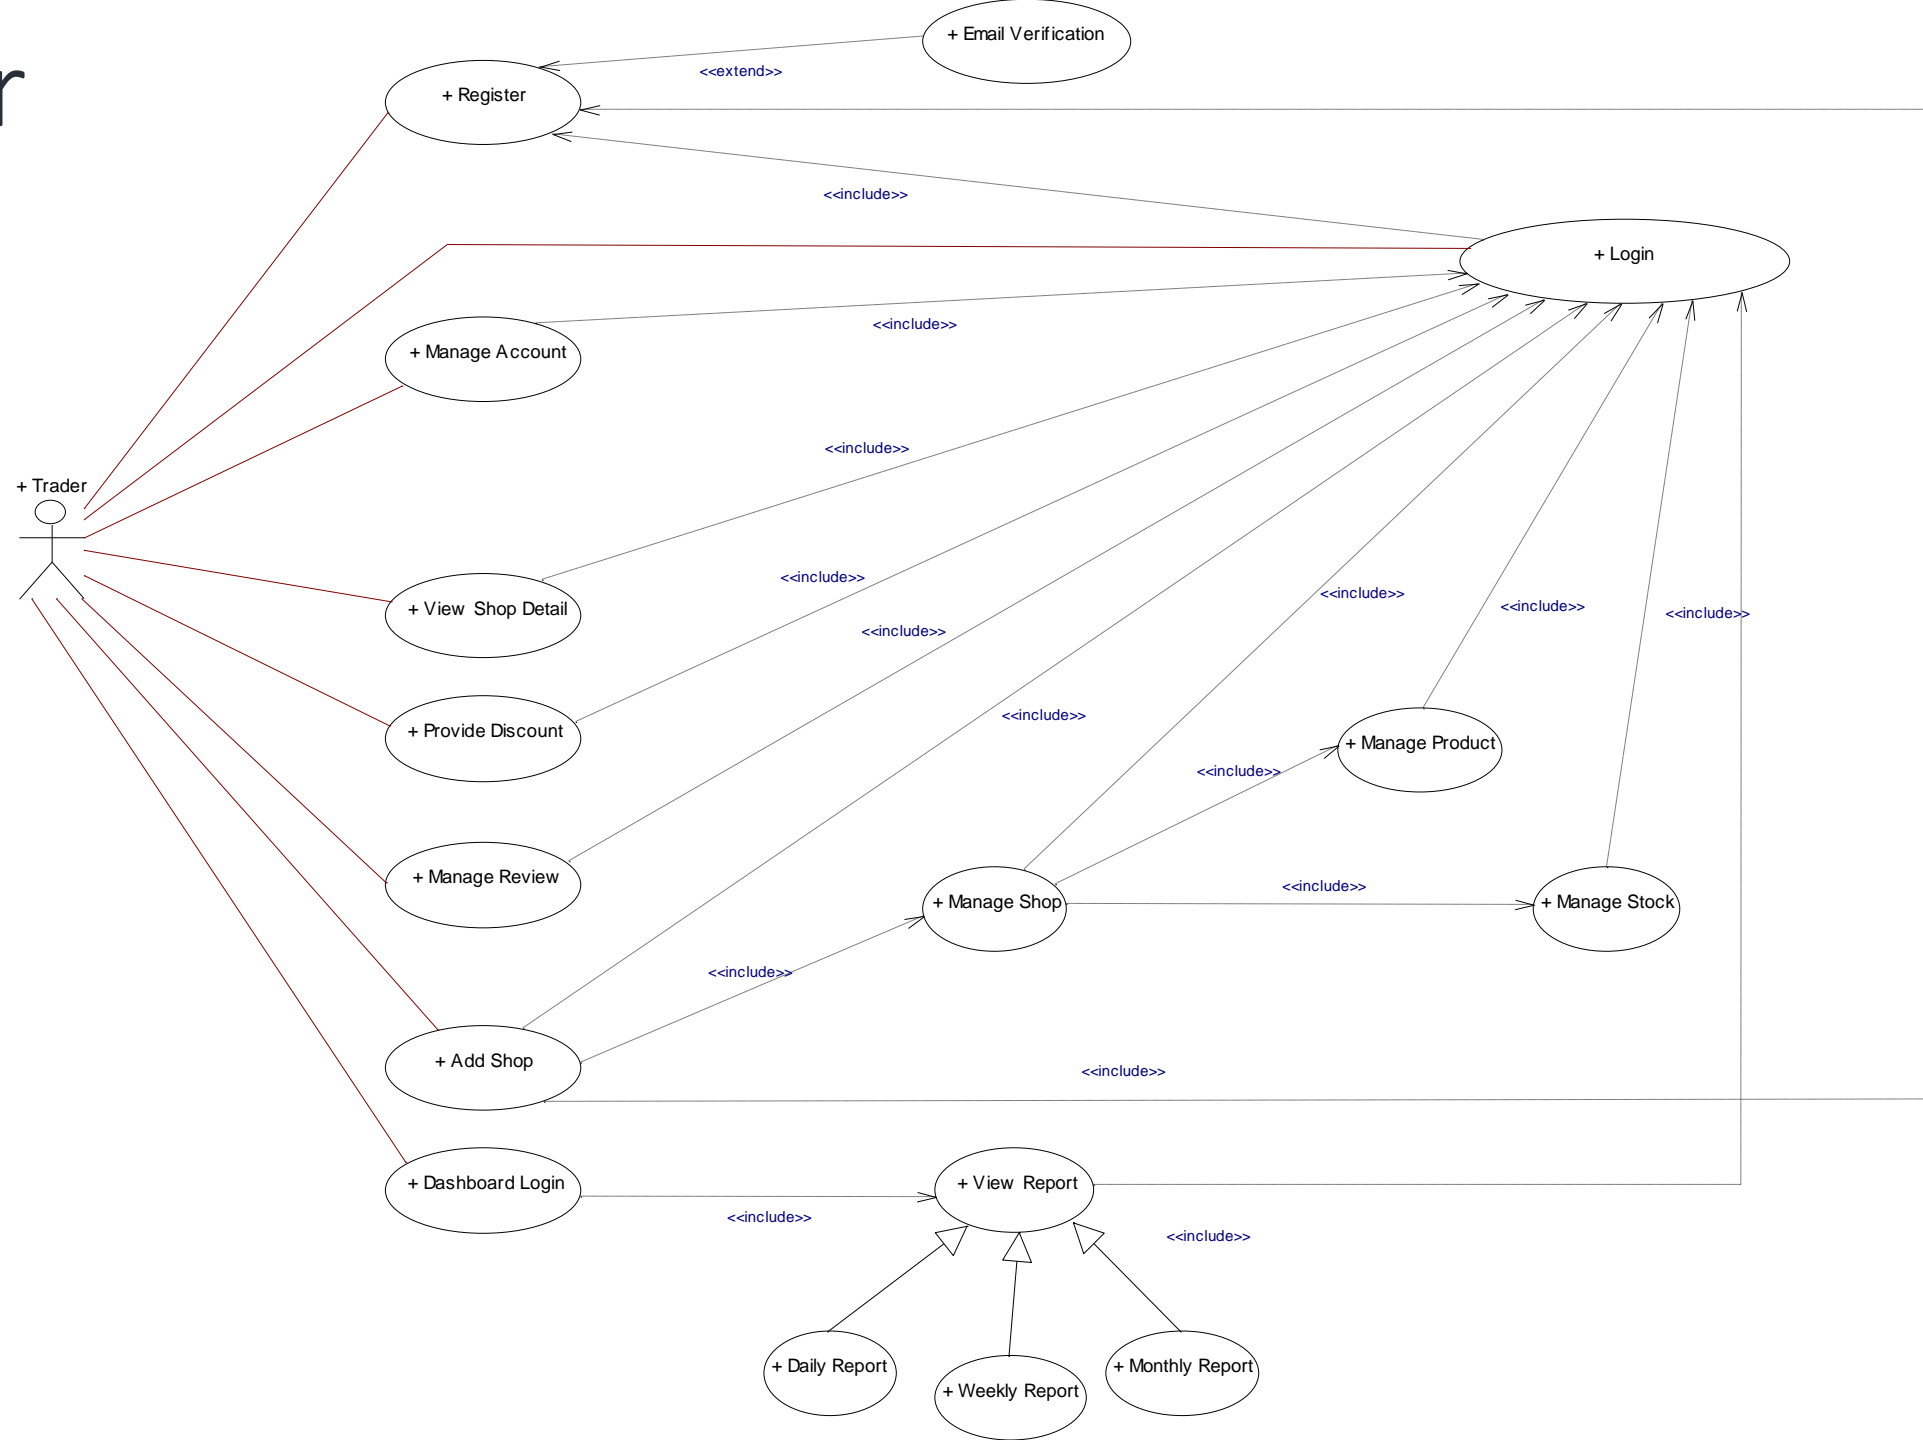 r
+ Email Verification
<<extend>>
+ Register
<<include>>
+ Login
<<include>>
+ Manage Account
<<include>>
+ Trader
<<include>>
<<include>>
<<include>>
<<include>>
+ View Shop Detail
<<include>>
<<include>>
+ Provide Discount
+ Manage Product
<<include>>
+ Manage Review
<<include>>
+ Manage Shop
+ Manage Stock
<<include>>
+ Add Shop
<<include>>
+ Dashboard Login
+ View Report
<<include>>
<<include>>
+ Daily Report
+ Monthly Report
+ Weekly Report